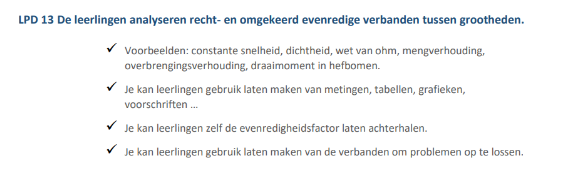 LPD 13 De leerlingen analyseren recht- en omgekeerd evenredige verbanden tussen grootheden.
✓ Voorbeelden: constante snelheid, dichtheid, wet van ohm, mengverhouding,
overbrengingsverhouding, draaimoment in hefbomen.
✓ Je kan leerlingen gebruik laten maken van metingen, tabellen, grafieken,
voorschriften ...
✓ Je kan leerlingen zelf de evenredigheidsfactor laten achterhalen.
✓ Je kan leerlingen gebruik laten maken van de verbanden om problemen op te lossen.